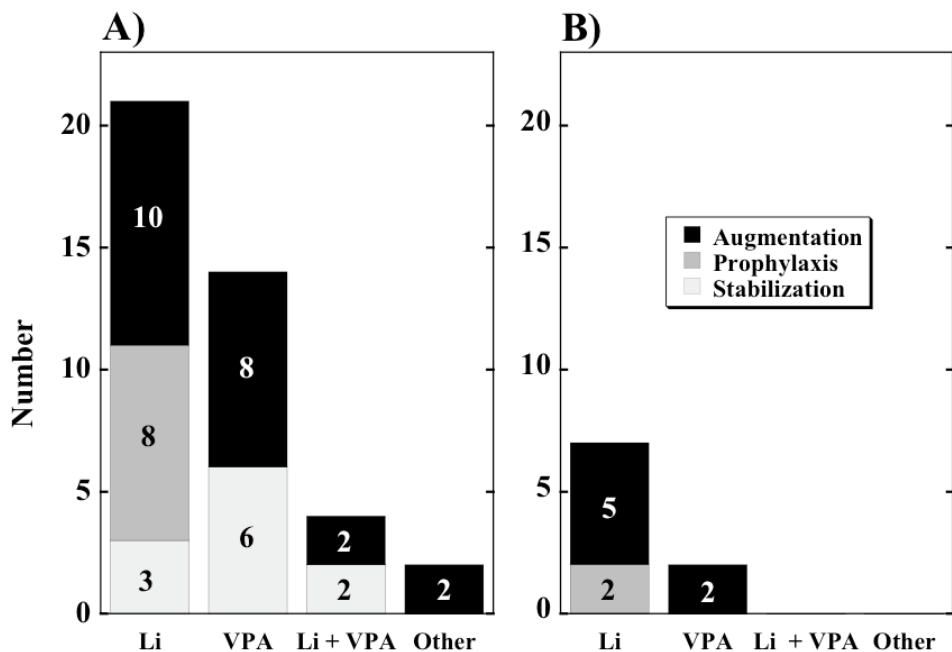 A)
B)
20
15
10
5
0
Number
10
8
3
8
6
2
2
2
Li VPA Li + VPA Other
20
15
10
5
0
Augmentation
Prophylaxis
Stabilization
5
2
2
Li VPA Li + VPA Other